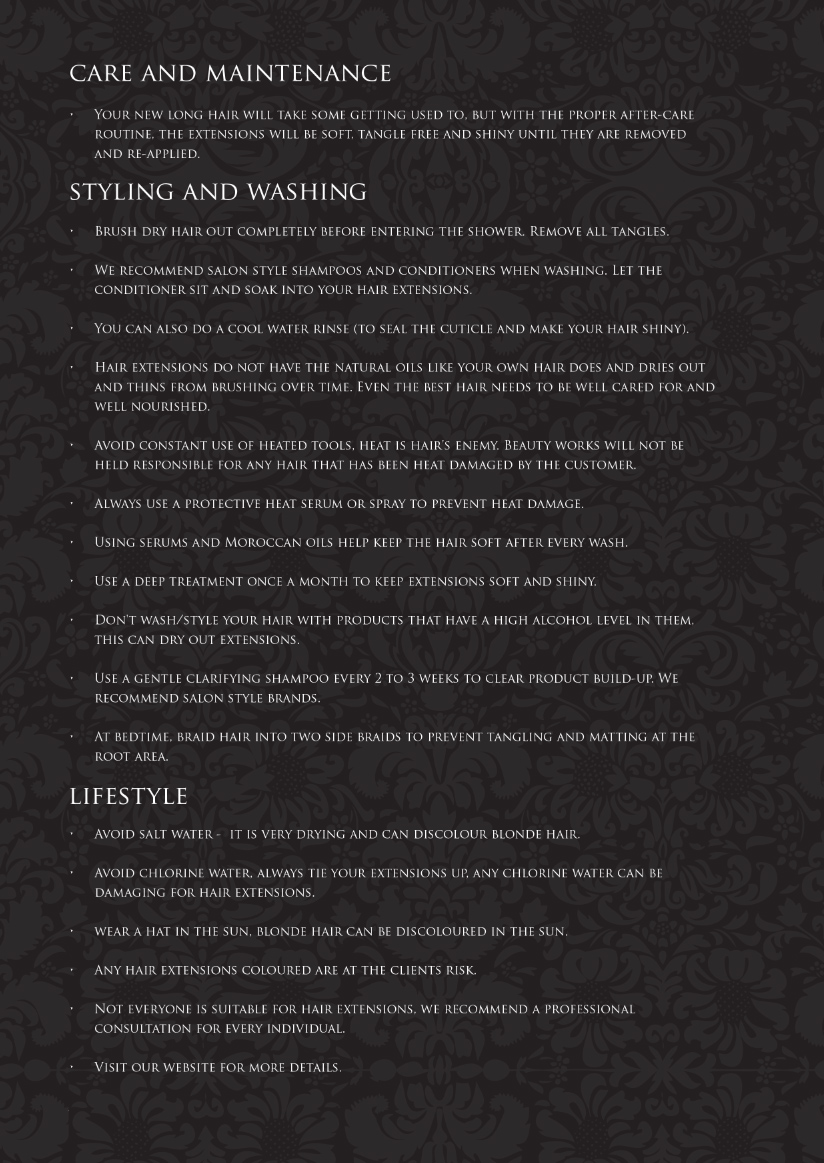 CARE AND MAINTENANCE
· Your new long hair will take some getting used to, but with the proper after-care
routine, the extensions will be soft, tangle free and shiny until they are removed
and re-applied.
STYLING AND WASHING
· Brush dry hair out completely before entering the shower. Remove all tangles.
· We recommend salon style shampoos and conditioners when washing. Let the
conditioner sit and soak into your hair extensions.
· You can also do a cool water rinse (to seal the cuticle and make your hair shiny).
· Hair extensions do not have the natural oils like your own hair does and dries out
and thins from brushing over time. Even the best hair needs to be well cared for and
well nourished.
· Avoid constant use of heated tools, heat is hair's enemy. Beauty works will not be
held responsible for any hair that has been heat damaged by the customer.
· Always use a protective heat serum or spray to prevent heat damage.
· Using serums and Moroccan oils help keep the hair soft after every wash.
· Use a deep treatment once a month to keep extensions soft and shiny.
· Don't wash/style your hair with products that have a high alcohol level in them,
this can dry out extensions.
· Use a gentle clarifying shampoo every 2 to 3 weeks to clear product build-up. We
recommend salon style brands.
· At bedtime, braid hair into two side braids to prevent tangling and matting at the
root area.
LIFESTYLE
· Avoid salt water - it is very drying and can discolour blonde hair.
· Avoid chlorine water, always tie your extensions up, any chlorine water can be
damaging for hair extensions.
· wear a hat in the sun, blonde hair can be discoloured in the sun.
· Any hair extensions coloured are at the clients risk.
· Not everyone is suitable for hair extensions, we recommend a professional
consultation for every individual.
· Visit our website for more details.